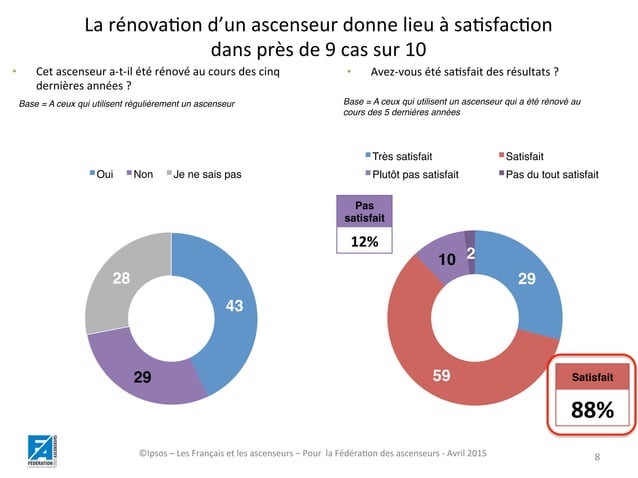 La rénovation d’un ascenseur donne lieu à satisfaction
dans près de 9 cas sur 10
• Cet ascenseur a-t-il été rénové au cours des cinq
dernières années ?
Base = A ceux qui utilisent régulièrement un ascenseur
Oui Non Je ne sais pas
28
43
29
• Avez-vous été satisfait des résultats ?
Base = A ceux qui utilisent un ascenseur qui a été rénové au
cours des 5 dernières années
Très satisfait Satisfait
Plutôt pas satisfait Pas du tout satisfait
Pas
satisfait
12%
10
2
29
59
Satisfait
88%
FA
FÉDÉRATION
DES ASCENSEURS
©Ipsos – Les Français et les ascenseurs – Pour la Fédération des ascenseurs - Avril 2015
8